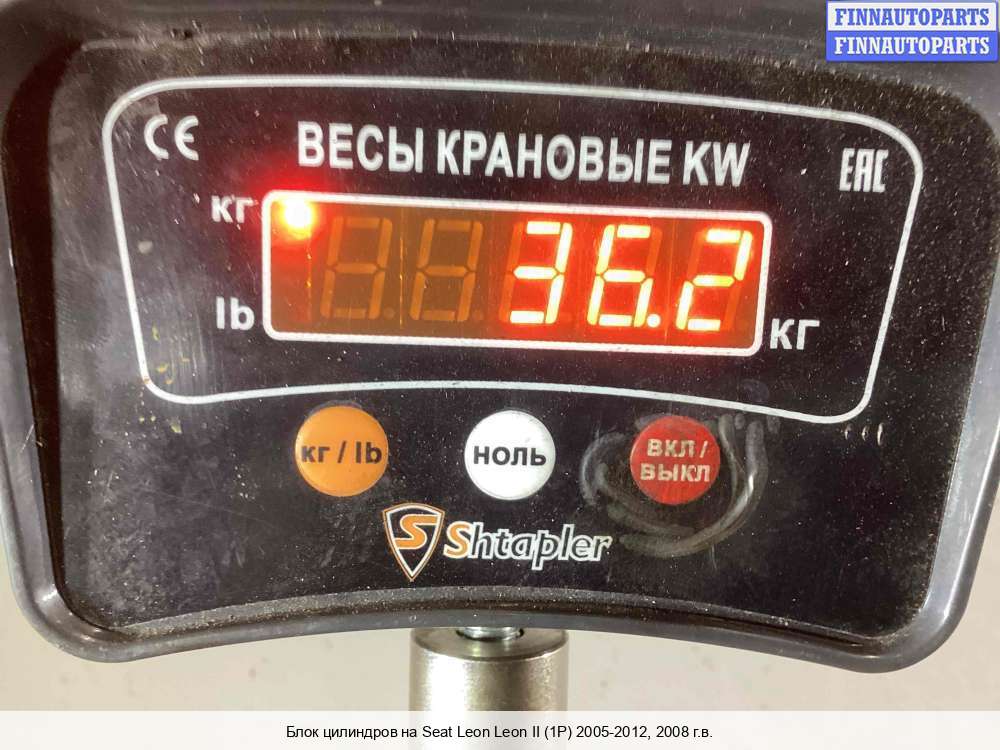 FINNAUTOPARTS
FINNAUTOPARTS
CE
ВЕСЫ КРАНОВЫЕ KW
EAC
кг
36.2
lb
кг
кг / lb
НОЛЬ
ВКЛ /
ВЫКЛ
S Shtapler
Блок цилиндров на Seat Leon Leon II (1P) 2005-2012, 2008 г.в.